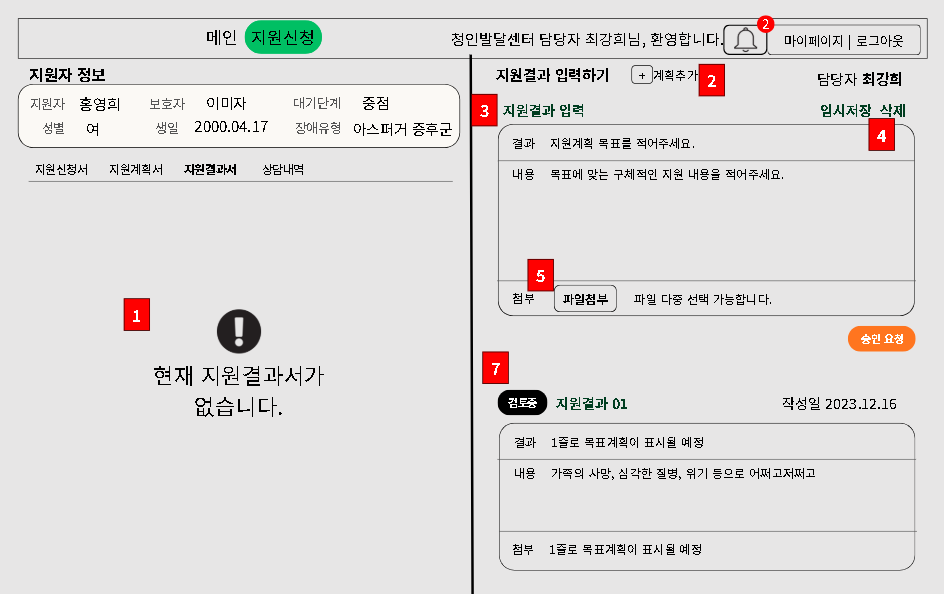 메인 지원신청 청인발달센터 담당자 최강희님, 환영합니다. 2 마이페이지 | 로그아웃
지원자 정보
지원자 홍영희 보호자 이미자 대기단계 중점
성별 여 생일 2000.04.17 장애유형 아스퍼거 증후군
지원신청서 지원계획서 지원결과서 상담내역
1
현재 지원결과서가
없습니다.
지원결과 입력하기 + 계획추가 2 담당자 최강희
3 지원결과 입력 임시저장 삭제
4
결과 지원계획 목표를 적어주세요.
내용 목표에 맞는 구체적인 지원 내용을 적어주세요.
5
첨부 파일첨부 파일 다중 선택 가능합니다.
승인 요청
7
검토중 지원결과 01 작성일 2023.12.16
결과 1줄로 목표계획이 표시될 예정
내용 가족의 사망, 심각한 질병, 위기 등으로 어쩌고저쩌고
첨부 1줄로 목표계획이 표시될 예정